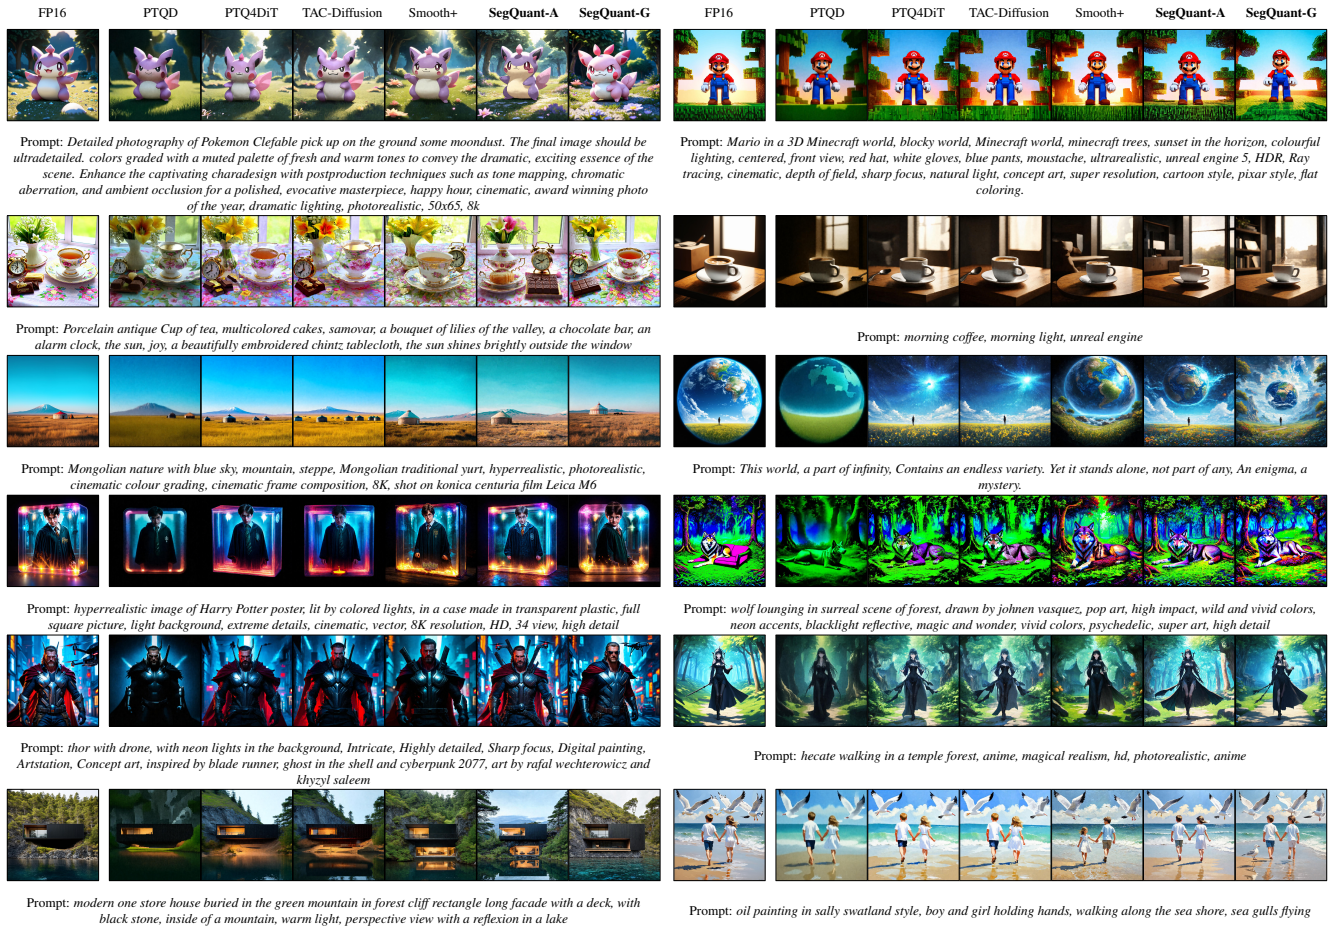 FP16 PTQD PTQ4DiT TAC-Diffusion Smooth+ SegQuant-A SegQuant-G
Prompt: Detailed photography of Pokemon Clefable pick up on the ground some moondust. The final image should be
ultradetailed. colors graded with a muted palette of fresh and warm tones to convey the dramatic, exciting essence of the
scene. Enhance the captivating charadesign with postproduction techniques such as tone mapping, chromatic
aberration, and ambient occlusion for a polished, evocative masterpiece, happy hour, cinematic, award winning photo
of the year, dramatic lighting, photorealistic, 50x65, 8k
Prompt: Porcelain antique Cup of tea, multicolored cakes, samovar, a bouquet of lilies of the valley, a chocolate bar, an
alarm clock, the sun, joy, a beautifully embroidered chintz tablecloth, the sun shines brightly outside the window
Prompt: Mongolian nature with blue sky, mountain, steppe, Mongolian traditional yurt, hyperrealistic, photorealistic,
cinematic colour grading, cinematic frame composition, 8K, shot on konica centuria film Leica M6
Prompt: hyperrealistic image of Harry Potter poster, lit by colored lights, in a case made in transparent plastic, full
square picture, light background, extreme details, cinematic, vector, 8K resolution, HD, 34 view, high detail
Prompt: thor with drone, with neon lights in the background, Intricate, Highly detailed, Sharp focus, Digital painting,
Artstation, Concept art, inspired by blade runner, ghost in the shell and cyberpunk 2077, art by rafal wechterowicz and
khyzyl saleem
Prompt: modern one store house buried in the green mountain in forest cliff rectangle long facade with a deck, with
black stone, inside of a mountain, warm light, perspective view with a reflexion in a lake
FP16 PTQD PTQ4DiT TAC-Diffusion Smooth+ SegQuant-A SegQuant-G
Prompt: Mario in a 3D Minecraft world, blocky world, Minecraft world, minecraft trees, sunset in the horizon, colourful
lighting, centered, front view, red hat, white gloves, blue pants, moustache, ultrarealistic, unreal engine 5, HDR, Ray
tracing, cinematic, depth of field, sharp focus, natural light, concept art, super resolution, cartoon style, pixar style, flat
coloring.
Prompt: morning coffee, morning light, unreal engine
Prompt: This world, a part of infinity, Contains an endless variety. Yet it stands alone, not part of any, An enigma, a
mystery.
Prompt: wolf lounging in surreal scene of forest, drawn by johnen vasquez, pop art, high impact, wild and vivid colors,
neon accents, blacklight reflective, magic and wonder, vivid colors, psychedelic, super art, high detail
Prompt: hecate walking in a temple forest, anime, magical realism, hd, photorealistic, anime
Prompt: oil painting in sally swatland style, boy and girl holding hands, walking along the sea shore, sea gulls flying